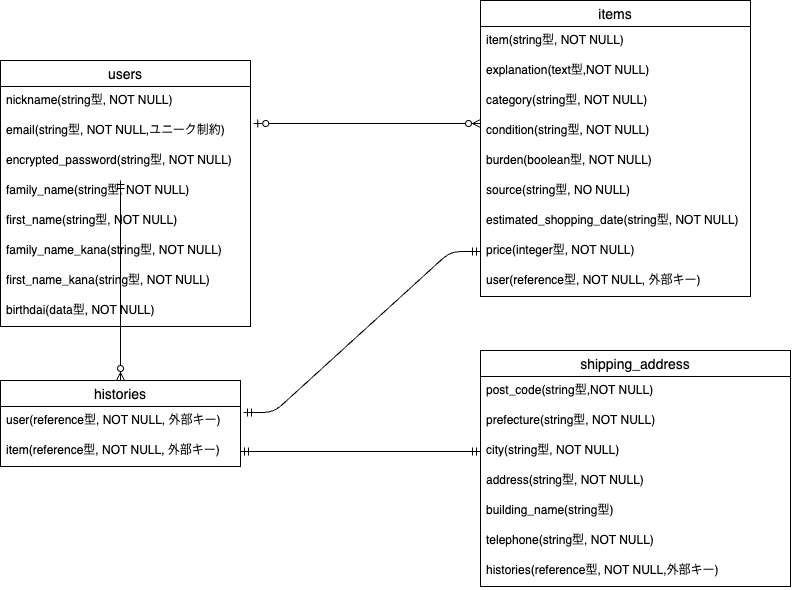 users
nickname(string型, NOT NULL)
email(string型, NOT NULL,ユニーク制約)
encrypted_password(string型, NOT NULL)
family_name(string型, NOT NULL)
first_name(string型, NOT NULL)
family_name_kana(string型, NOT NULL)
first_name_kana(string型, NOT NULL)
birthdai(data型, NOT NULL)
items
item(string型, NOT NULL)
explanation(text型,NOT NULL)
category(string型, NOT NULL)
condition(string型, NOT NULL)
burden(boolean型, NOT NULL)
source(string型, NO NULL)
estimated_shopping_date(string型, NOT NULL)
price(integer型, NOT NULL)
user(reference型, NOT NULL, 外部キー)
histories
user(reference型, NOT NULL, 外部キー)
item(reference型, NOT NULL, 外部キー)
shipping_address
post_code(string型,NOT NULL)
prefecture(string型, NOT NULL)
city(string型, NOT NULL)
address(string型, NOT NULL)
building_name(string型)
telephone(string型, NOT NULL)
histories(reference型, NOT NULL,外部キー)